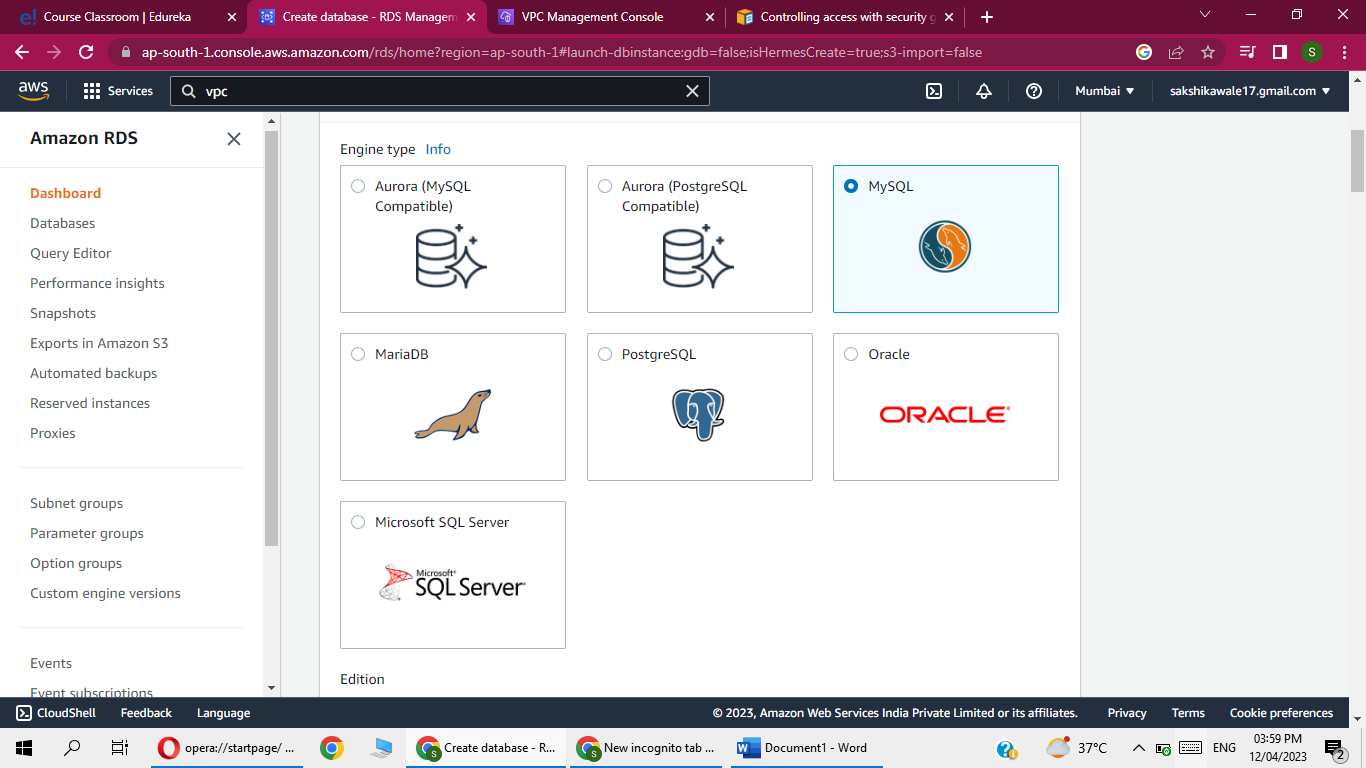 Course Classroom | Edureka
Create database - RDS Managem
VPC Management Console
Controlling access with security g
ap-south-1.console.aws.amazon.com/rds/home?region=ap-south-1#launch-dbinstance:gdb=false;isHermesCreate=true;s3-import=false
S
aws
Services
vpc
Mumbai
sakshikawale17.gmail.com
Amazon RDS
Dashboard
Databases
Query Editor
Performance insights
Snapshots
Exports in Amazon S3
Automated backups
Reserved instances
Proxies
Subnet groups
Parameter groups
Option groups
Custom engine versions
Events
Event subscriptions
Engine type Info
Aurora (MySQL
Compatible)
Aurora (PostgreSQL
Compatible)
MySQL
MariaDB
PostgreSQL
Oracle
ORACLE
Microsoft SQL Server
Microsoft
SQL Server
Edition
CloudShell
Feedback
Language
© 2023, Amazon Web Services India Private Limited or its affiliates.
Privacy
Terms
Cookie preferences
opera://startpage/ ...
Create database - R...
New incognito tab ...
Document1 - Word
37°C
ENG
03:59 PM
12/04/2023
2